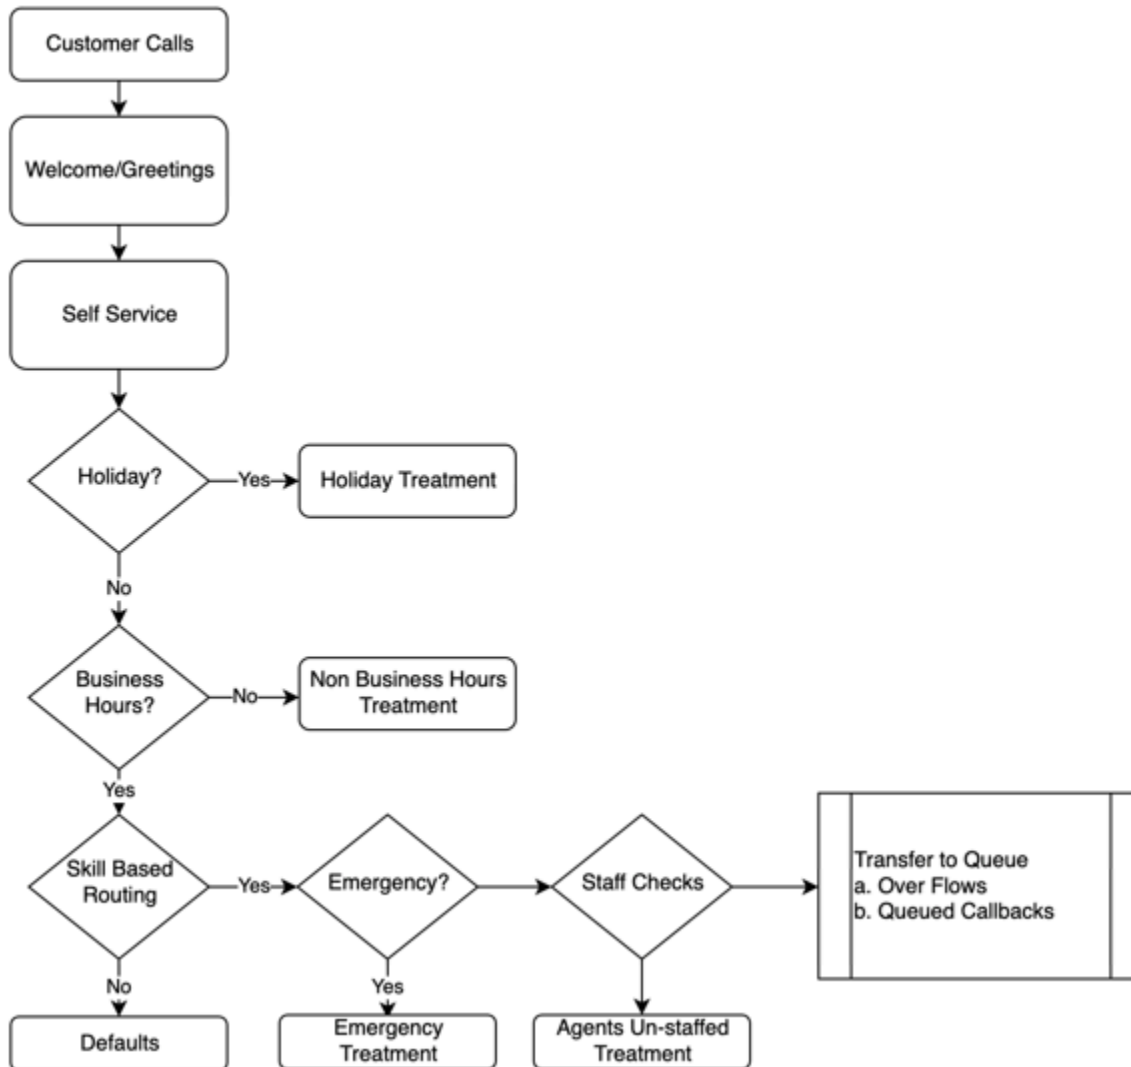 Customer Calls
Welcome/Greetings
Self Service
Holiday?
Yes
Holiday Treatment
No
Business
Hours?
No
Non Business Hours
Treatment
Yes
Skill Based
Routing
Yes
Emergency?
Staff Checks
Transfer to Queue
a. Over Flows
b. Queued Callbacks
No
Yes
Defaults
Emergency
Treatment
Agents Un-staffed
Treatment